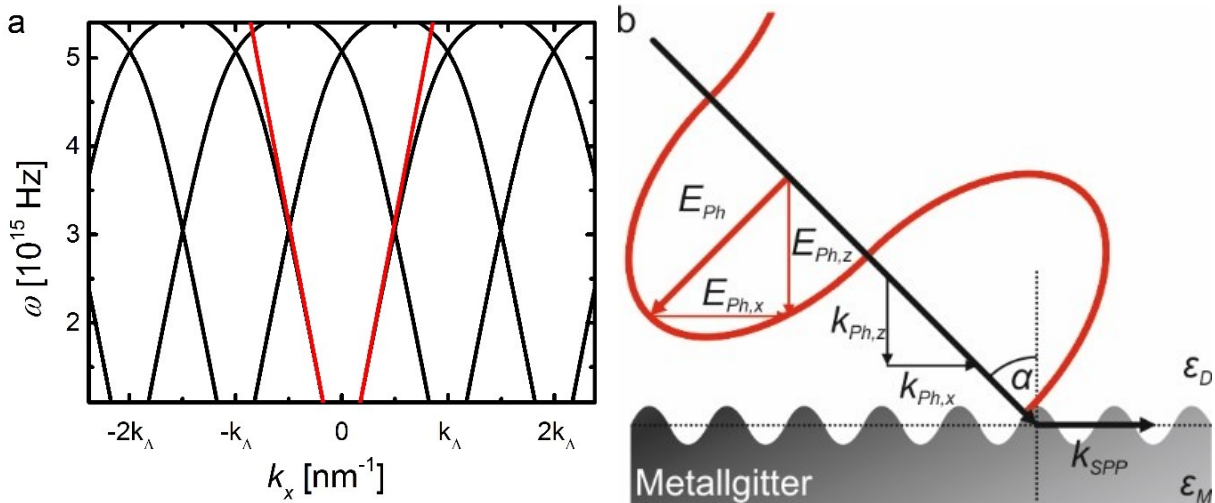 a
5
4
3
2
ω [10¹⁵ Hz]
-2k_Λ -k_Λ 0 k_Λ 2k_Λ
k_x [nm⁻¹]
b
E_Ph
E_Ph,z
E_Ph,x
k_Ph,z
k_Ph,x
α
ε_D
k_SPP
Metallgitter
ε_M